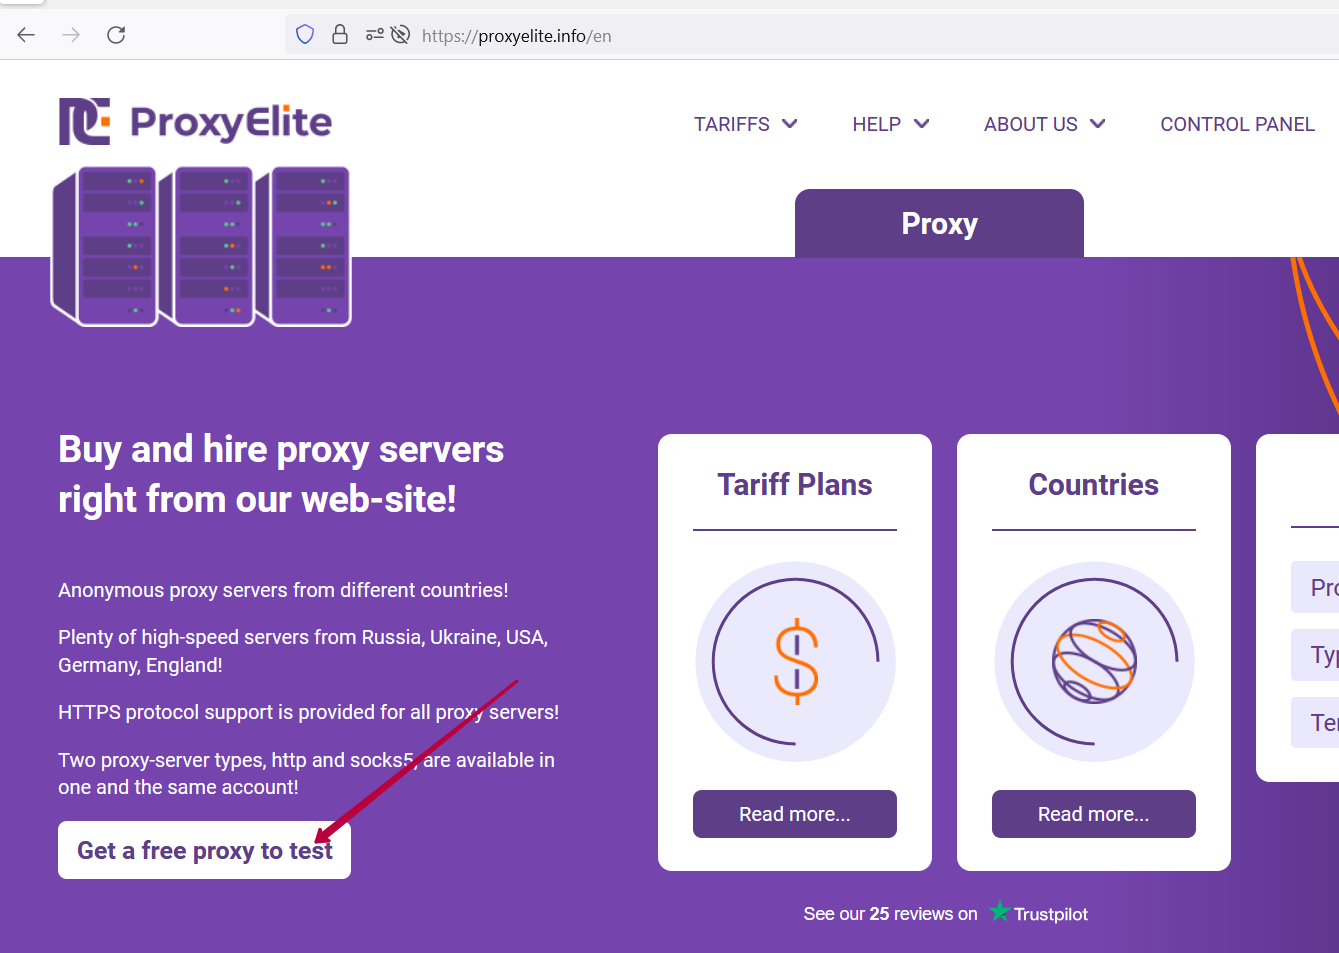 https://proxyelite.info/en
ProxyElite
TARIFFS
HELP
ABOUT US
CONTROL PANEL
Proxy
Buy and hire proxy servers
right from our web-site!
Anonymous proxy servers from different countries!
Plenty of high-speed servers from Russia, Ukraine, USA,
Germany, England!
HTTPS protocol support is provided for all proxy servers!
Two proxy-server types, http and socks5, are available in
one and the same account!
Get a free proxy to test
Tariff Plans
Read more...
Countries
Read more...
Pro
Typ
Ter
See our 25 reviews on Trustpilot